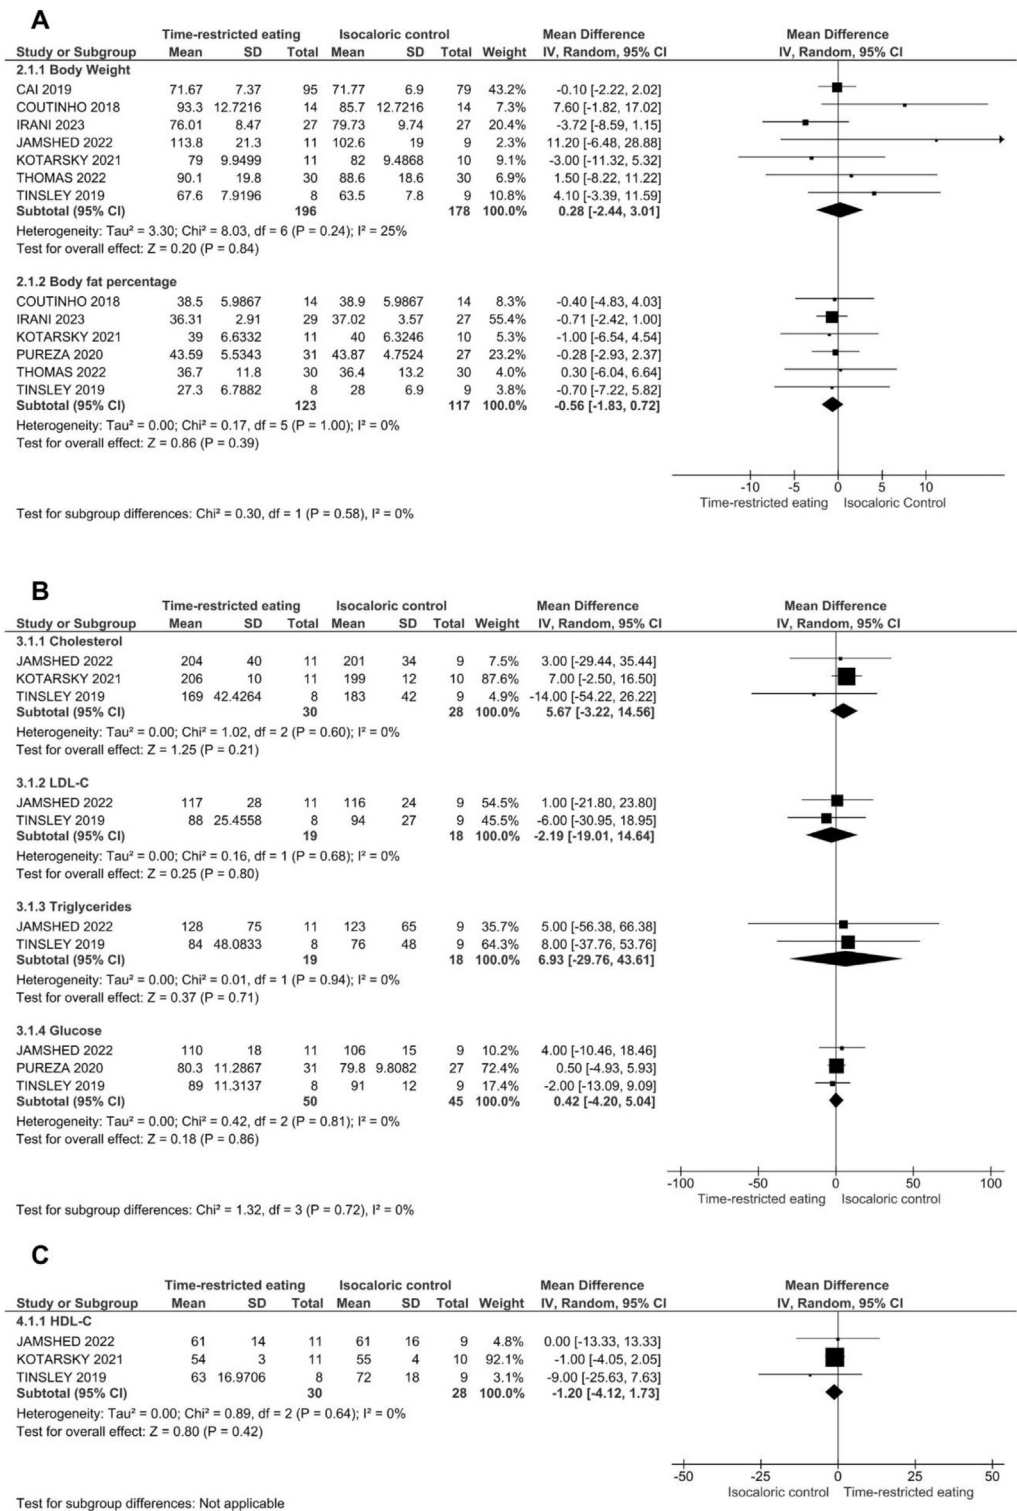 A
Time-restricted eating Isocaloric control Mean Difference Mean Difference
Study or Subgroup Mean SD Total Mean SD Total Weight IV, Random, 95% CI IV, Random, 95% CI
2.1.1 Body Weight
CAI 2019 71.67 7.37 95 71.77 6.9 79 43.2% -0.10 [-2.22, 2.02]
COUTINHO 2018 93.3 12.7216 14 85.7 12.7216 14 7.3% 7.60 [-1.82, 17.02]
IRANI 2023 76.01 8.47 27 79.73 9.74 27 20.4% -3.72 [-8.59, 1.15]
JAMSHED 2022 113.8 21.3 11 102.6 19 9 2.3% 11.20 [-6.48, 28.88]
KOTARSKY 2021 79 9.9499 11 82 9.4868 10 9.1% -3.00 [-11.32, 5.32]
THOMAS 2022 90.1 19.8 30 88.6 18.6 30 6.9% 1.50 [-8.22, 11.22]
TINSLEY 2019 67.6 7.9196 8 63.5 7.8 9 10.8% 4.10 [-3.39, 11.59]
Subtotal (95% CI) 196 178 100.0% 0.28 [-2.44, 3.01]
Heterogeneity: Tau² = 3.30; Chi² = 8.03, df = 6 (P = 0.24); I² = 25%
Test for overall effect: Z = 0.20 (P = 0.84)
2.1.2 Body fat percentage
COUTINHO 2018 38.5 5.9867 14 38.9 5.9867 14 8.3% -0.40 [-4.83, 4.03]
IRANI 2023 36.31 2.91 29 37.02 3.57 27 55.4% -0.71 [-2.42, 1.00]
KOTARSKY 2021 39 6.6332 11 40 6.3246 10 5.3% -1.00 [-6.54, 4.54]
PUREZA 2020 43.59 5.5343 31 43.87 4.7524 27 23.2% -0.28 [-2.93, 2.37]
THOMAS 2022 36.7 11.8 30 36.4 13.2 30 4.0% 0.30 [-6.04, 6.64]
TINSLEY 2019 27.3 6.7882 8 28 6.9 9 3.8% -0.70 [-7.22, 5.82]
Subtotal (95% CI) 123 117 100.0% -0.56 [-1.83, 0.72]
Heterogeneity: Tau² = 0.00; Chi² = 0.17, df = 5 (P = 1.00); I² = 0%
Test for overall effect: Z = 0.86 (P = 0.39)
-10 -5 0 5 10
Time-restricted eating Isocaloric Control
Test for subgroup differences: Chi² = 0.30, df = 1 (P = 0.58), I² = 0%
B
Time-restricted eating Isocaloric control Mean Difference Mean Difference
Study or Subgroup Mean SD Total Mean SD Total Weight IV, Random, 95% CI IV, Random, 95% CI
3.1.1 Cholesterol
JAMSHED 2022 204 40 11 201 34 9 7.5% 3.00 [-29.44, 35.44]
KOTARSKY 2021 206 10 11 199 12 10 87.6% 7.00 [-2.50, 16.50]
TINSLEY 2019 169 42.4264 8 183 42 9 4.9% -14.00 [-54.22, 26.22]
Subtotal (95% CI) 30 28 100.0% 5.67 [-3.22, 14.56]
Heterogeneity: Tau² = 0.00; Chi² = 1.02, df = 2 (P = 0.60); I² = 0%
Test for overall effect: Z = 1.25 (P = 0.21)
3.1.2 LDL-C
JAMSHED 2022 117 28 11 116 24 9 54.5% 1.00 [-21.80, 23.80]
TINSLEY 2019 88 25.4558 8 94 27 9 45.5% -6.00 [-30.95, 18.95]
Subtotal (95% CI) 19 18 100.0% -2.19 [-19.01, 14.64]
Heterogeneity: Tau² = 0.00; Chi² = 0.16, df = 1 (P = 0.68); I² = 0%
Test for overall effect: Z = 0.25 (P = 0.80)
3.1.3 Triglycerides
JAMSHED 2022 128 75 11 123 65 9 35.7% 5.00 [-56.38, 66.38]
TINSLEY 2019 84 48.0833 8 76 48 9 64.3% 8.00 [-37.76, 53.76]
Subtotal (95% CI) 19 18 100.0% 6.93 [-29.76, 43.61]
Heterogeneity: Tau² = 0.00; Chi² = 0.01, df = 1 (P = 0.94); I² = 0%
Test for overall effect: Z = 0.37 (P = 0.71)
3.1.4 Glucose
JAMSHED 2022 110 18 11 106 15 9 10.2% 4.00 [-10.46, 18.46]
PUREZA 2020 80.3 11.2867 31 79.8 9.8082 27 72.4% 0.50 [-4.93, 5.93]
TINSLEY 2019 89 11.3137 8 91 12 9 17.4% -2.00 [-13.09, 9.09]
Subtotal (95% CI) 50 45 100.0% 0.42 [-4.20, 5.04]
Heterogeneity: Tau² = 0.00; Chi² = 0.42, df = 2 (P = 0.81); I² = 0%
Test for overall effect: Z = 0.18 (P = 0.86)
-100 -50 0 50 100
Time-restricted eating Isocaloric control
Test for subgroup differences: Chi² = 1.32, df = 3 (P = 0.72), I² = 0%
C
Time-restricted eating Isocaloric control Mean Difference Mean Difference
Study or Subgroup Mean SD Total Mean SD Total Weight IV, Random, 95% CI IV, Random, 95% CI
4.1.1 HDL-C
JAMSHED 2022 61 14 11 61 16 9 4.8% 0.00 [-13.33, 13.33]
KOTARSKY 2021 54 3 11 55 4 10 92.1% -1.00 [-4.05, 2.05]
TINSLEY 2019 63 16.9706 8 72 18 9 3.1% -9.00 [-25.63, 7.63]
Subtotal (95% CI) 30 28 100.0% -1.20 [-4.12, 1.73]
Heterogeneity: Tau² = 0.00; Chi² = 0.89, df = 2 (P = 0.64); I² = 0%
Test for overall effect: Z = 0.80 (P = 0.42)
-50 -25 0 25 50
Isocaloric control Time-restricted eating
Test for subgroup differences: Not applicable